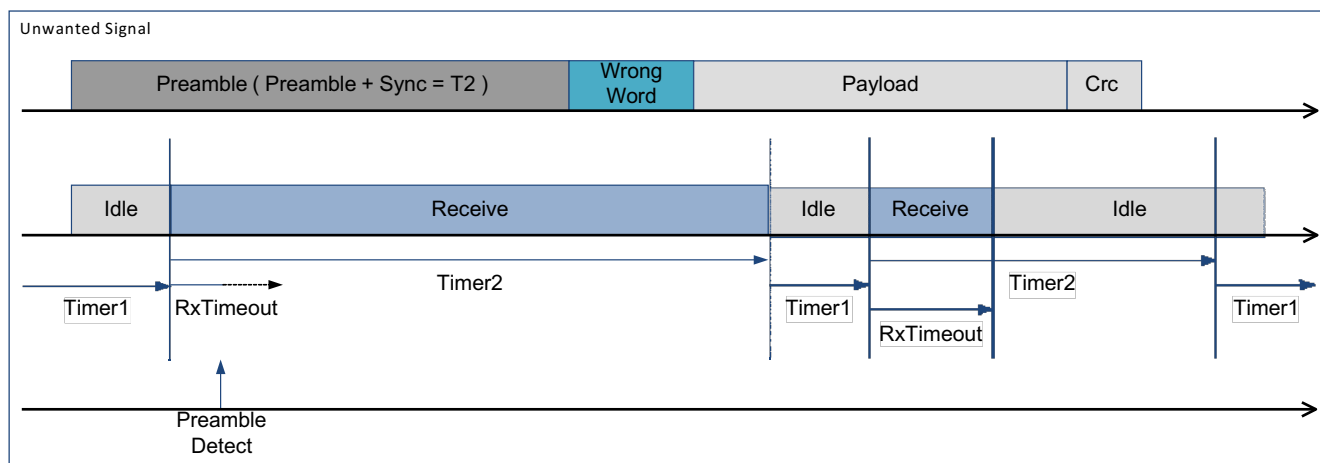 Unwanted Signal
Preamble ( Preamble + Sync = T2 )
Wrong
Word
Payload
Crc
Idle
Receive
Idle
Receive
Idle
Timer2
Timer2
Timer1
RxTimeout
Timer1
Timer1
RxTimeout
Preamble
Detect